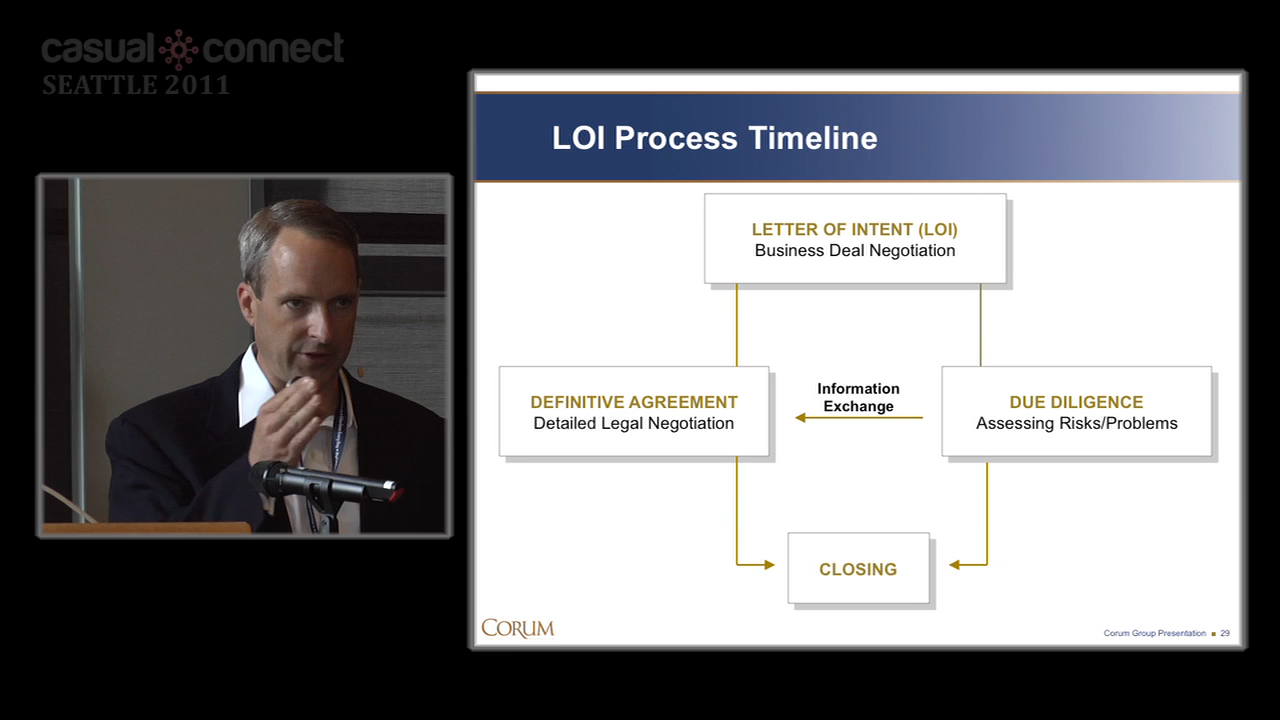 casual connect
SEATTLE 2011
LOI Process Timeline
LETTER OF INTENT (LOI)
Business Deal Negotiation
DEFINITIVE AGREEMENT
Detailed Legal Negotiation
Information
Exchange
DUE DILIGENCE
Assessing Risks/Problems
CLOSING
CORUM
Corum Group Presentation ■ 29